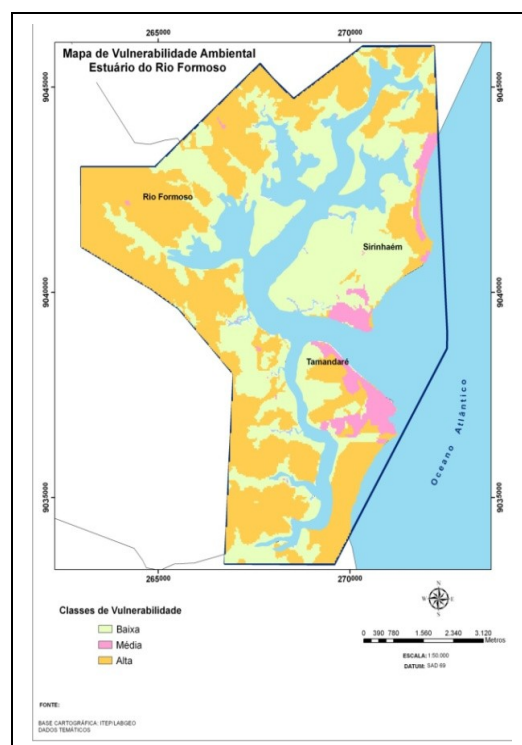 265000
270000
Mapa de Vulnerabilidade Ambiental
Estuário do Rio Formoso
9045000
9045000
Rio Formoso
Sirinhaém
9040000
9040000
Tamandaré
Oceano Atlântico
9035000
9035000
265000
270000
N
W
E
S
Classes de Vulnerabilidade
Baixa
Média
Alta
0 390 780 1.560 2.340 3.120
Metros
ESCALA: 1:50.000
DATUM: SAD 69
FONTE:
BASE CARTOGRÁFICA: ITEP/LABGEO
DADOS TEMÁTICOS